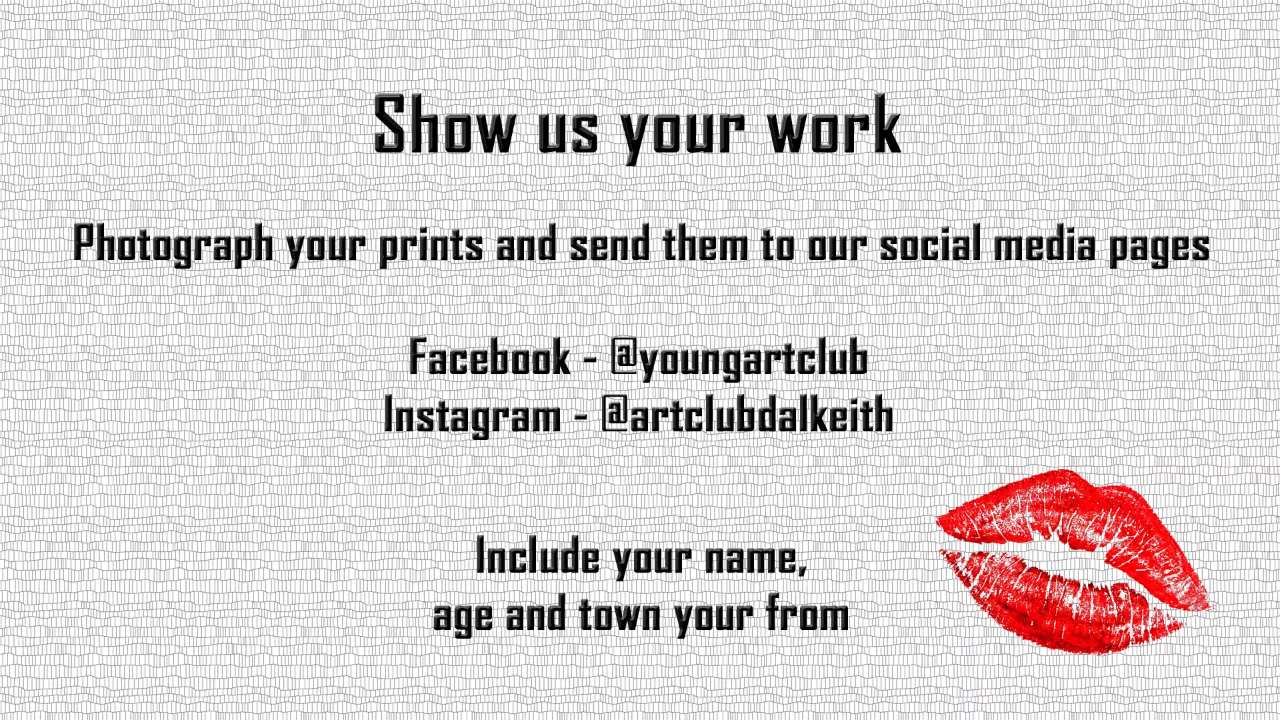 Show us your work
Photograph your prints and send them to our social media pages
Facebook - @youngartclub
Instagram - @artclubdalkeith
Include your name,
age and town your from